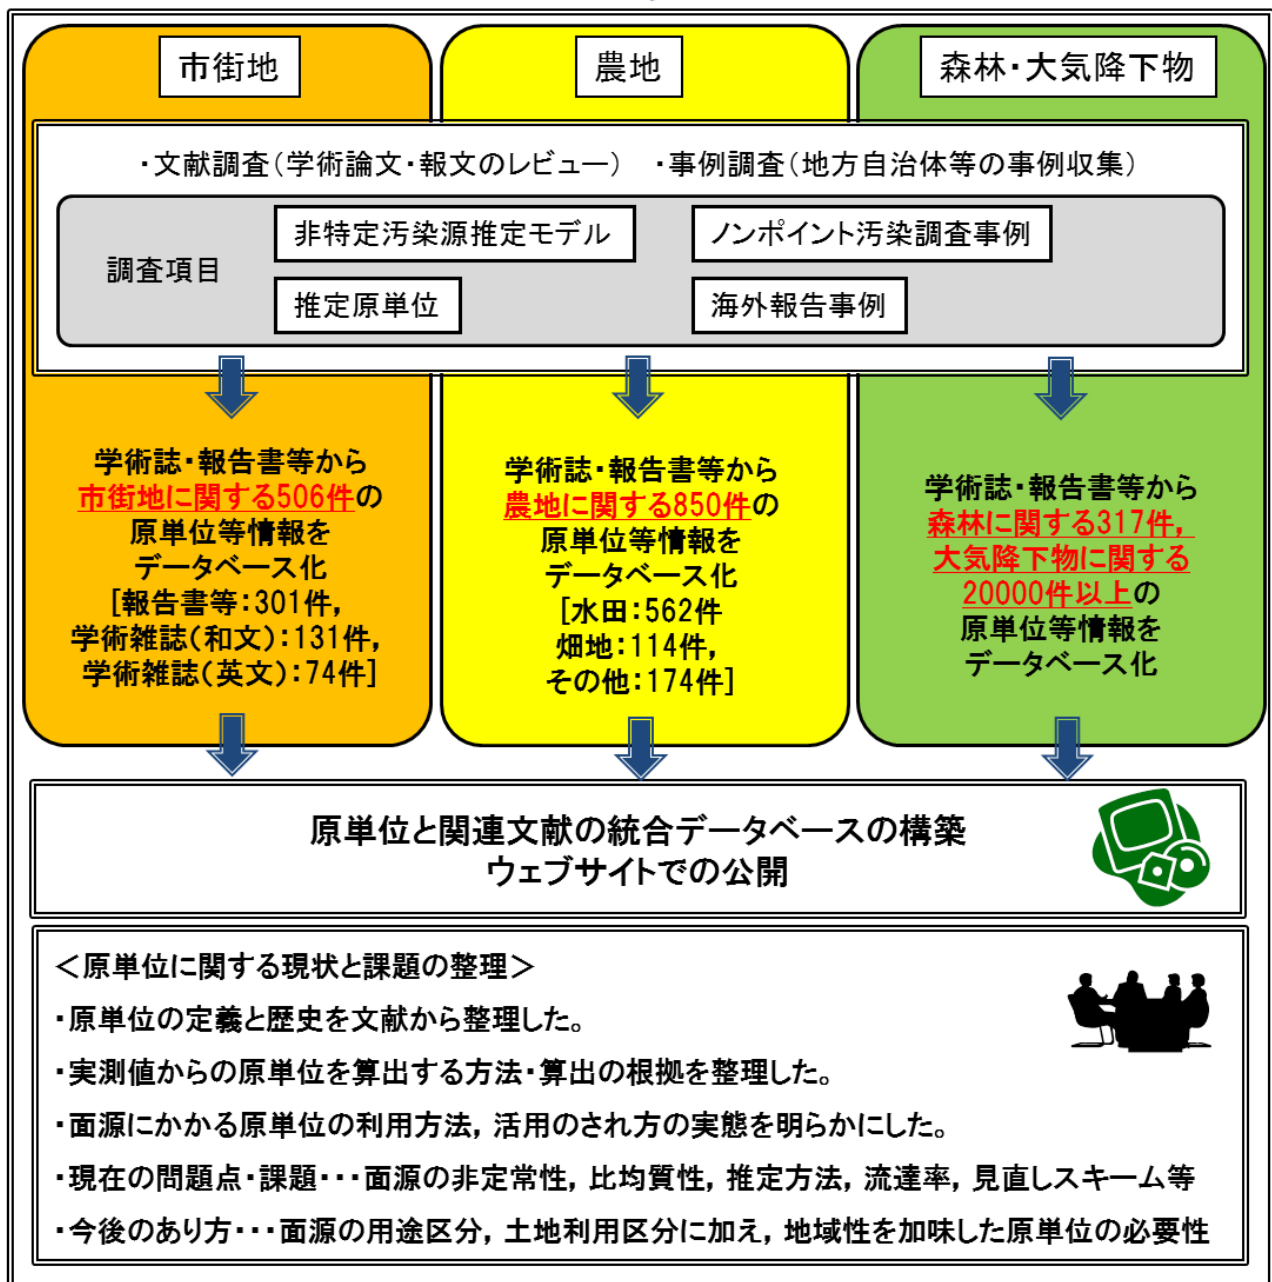 市街地
農地
森林・大気降下物
・文献調査(学術論文・報文のレビュー) ・事例調査(地方自治体等の事例収集)
調査項目
非特定汚染源推定モデル
ノンポイント汚染調査事例
推定原単位
海外報告事例
学術誌・報告書等から
市街地に関する506件の
原単位等情報を
データベース化
[報告書等:301件,
学術雑誌(和文):131件,
学術雑誌(英文):74件]
学術誌・報告書等から
農地に関する850件の
原単位等情報を
データベース化
[水田:562件
畑地:114件,
その他:174件]
学術誌・報告書等から
森林に関する317件,
大気降下物に関する
20000件以上の
原単位等情報を
データベース化
原単位と関連文献の統合データベースの構築
ウェブサイトでの公開
<原単位に関する現状と課題の整理>
・原単位の定義と歴史を文献から整理した。
・実測値からの原単位を算出する方法・算出の根拠を整理した。
・面源にかかる原単位の利用方法, 活用のされ方の実態を明らかにした。
・現在の問題点・課題・・・面源の非定常性, 比均質性, 推定方法, 流達率, 見直しスキーム等
・今後のあり方・・・面源の用途区分, 土地利用区分に加え, 地域性を加味した原単位の必要性